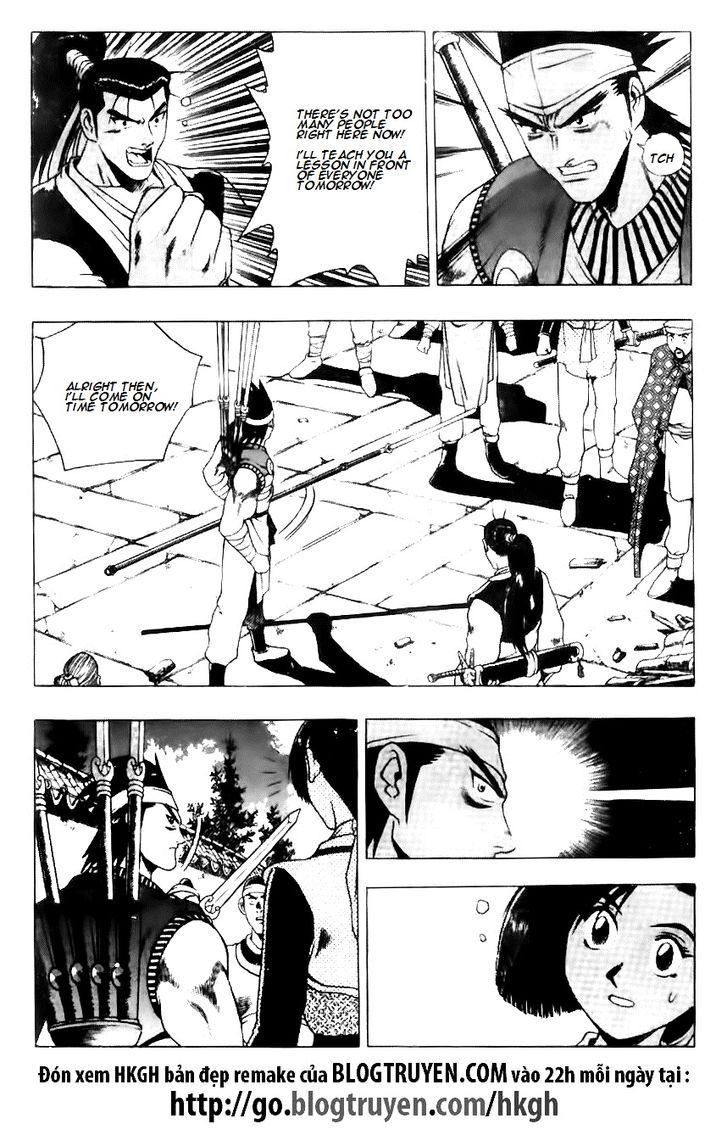 THERE'S NOT TOO
MANY PEOPLE
RIGHT HERE NOW!
I'LL TEACH YOU A
LESSON IN FRONT
OF EVERYONE
TOMORROW!
TCH
ALRIGHT THEN,
I'LL COME ON
TIME TOMORROW!
Đón xem HKGH bản đẹp remake của BLOGTRUYEN.COM vào 22h mỗi ngày tại :
http://go.blogtruyen.com/hkgh